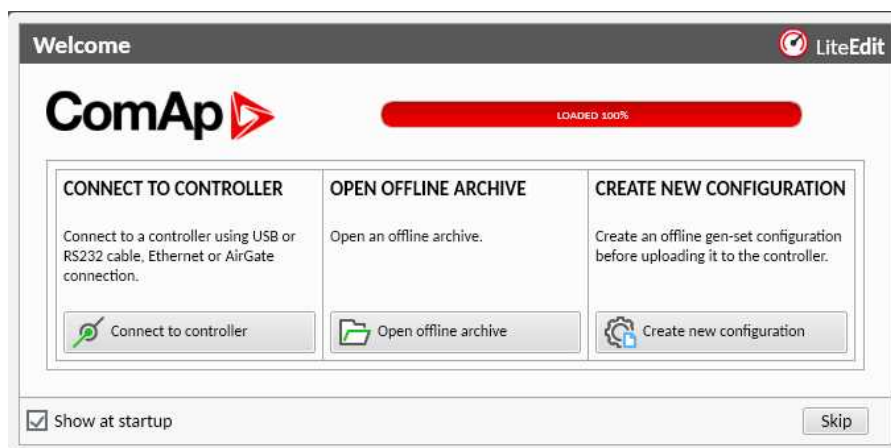 Welcome
LiteEdit
ComAp
LOADED 100%
CONNECT TO CONTROLLER
Connect to a controller using USB or
RS232 cable, Ethernet or AirGate
connection.
Connect to controller
OPEN OFFLINE ARCHIVE
Open an offline archive.
Open offline archive
CREATE NEW CONFIGURATION
Create an offline gen-set configuration
before uploading it to the controller.
Create new configuration
Show at startup
Skip